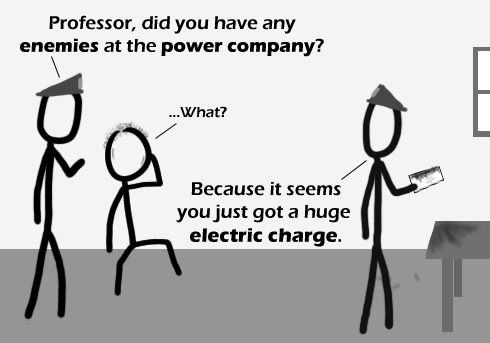 Professor, did you have any
enemies at the power company?
...What?
Because it seems
you just got a huge
electric charge.